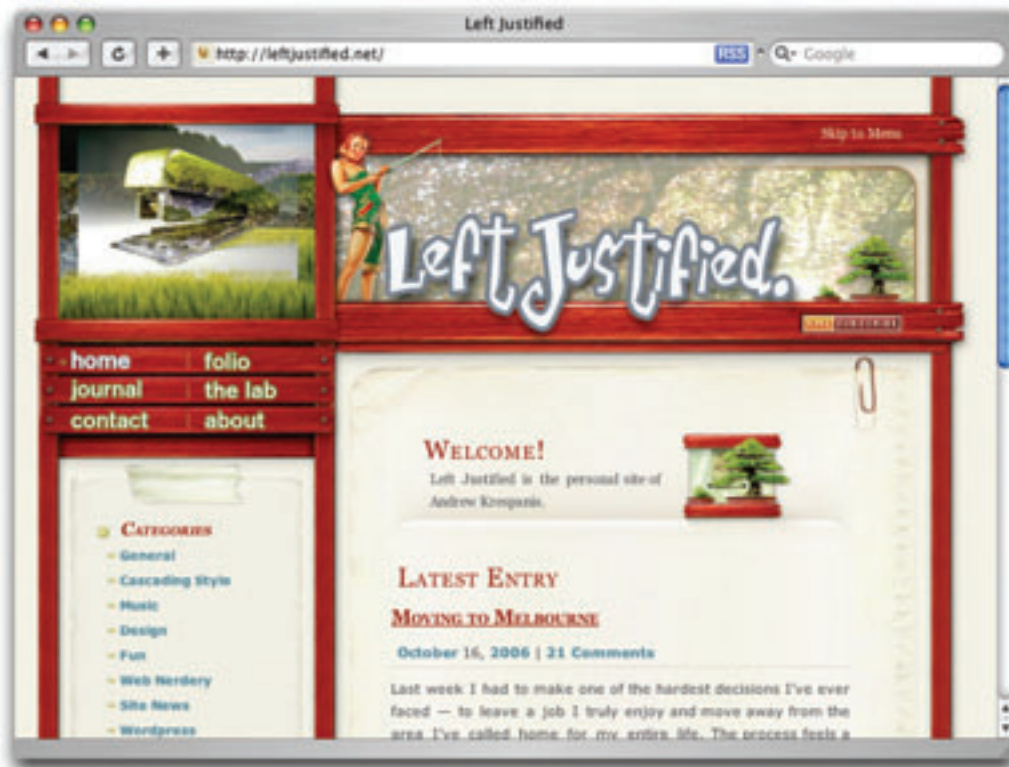 Left Justified
http://leftjustified.net/
RSS
Google
Skip to Menu
Left Justified.
home folio
journal the lab
contact about
WELCOME!
Left Justified is the personal site of
Andrew Krespanis.
CATEGORIES
General
Cascading Style
Music
Design
Fun
Web Nerdery
Site News
Wordpress
LATEST ENTRY
MOVING TO MELBOURNE
October 16, 2006 | 21 Comments
Last week I had to make one of the hardest decisions I've ever
faced — to leave a job I truly enjoy and move away from the
area I've called home for my entire life. The process feels a